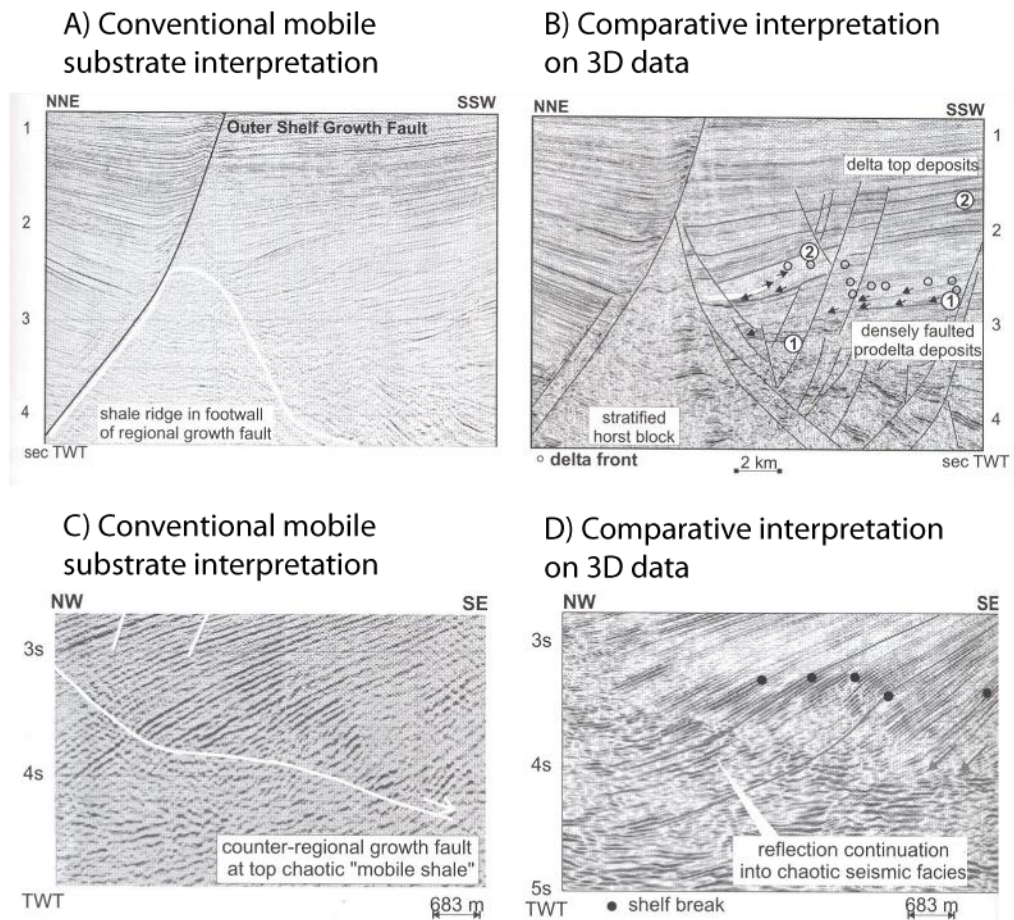 A) Conventional mobile
substrate interpretation
NNE
SSW
Outer Shelf Growth Fault
1
2
3
4
shale ridge in footwall
of regional growth fault
sec TWT
B) Comparative interpretation
on 3D data
NNE
SSW
1
delta top deposits
2
2
2
1
1
3
densely faulted
prodelta deposits
stratified
horst block
4
delta front
2 km
sec TWT
C) Conventional mobile
substrate interpretation
NW
SE
3s
4s
counter-regional growth fault
at top chaotic "mobile shale"
TWT
683 m
D) Comparative interpretation
on 3D data
NW
SE
3s
4s
reflection continuation
into chaotic seismic facies
5s
TWT
shelf break
683 m